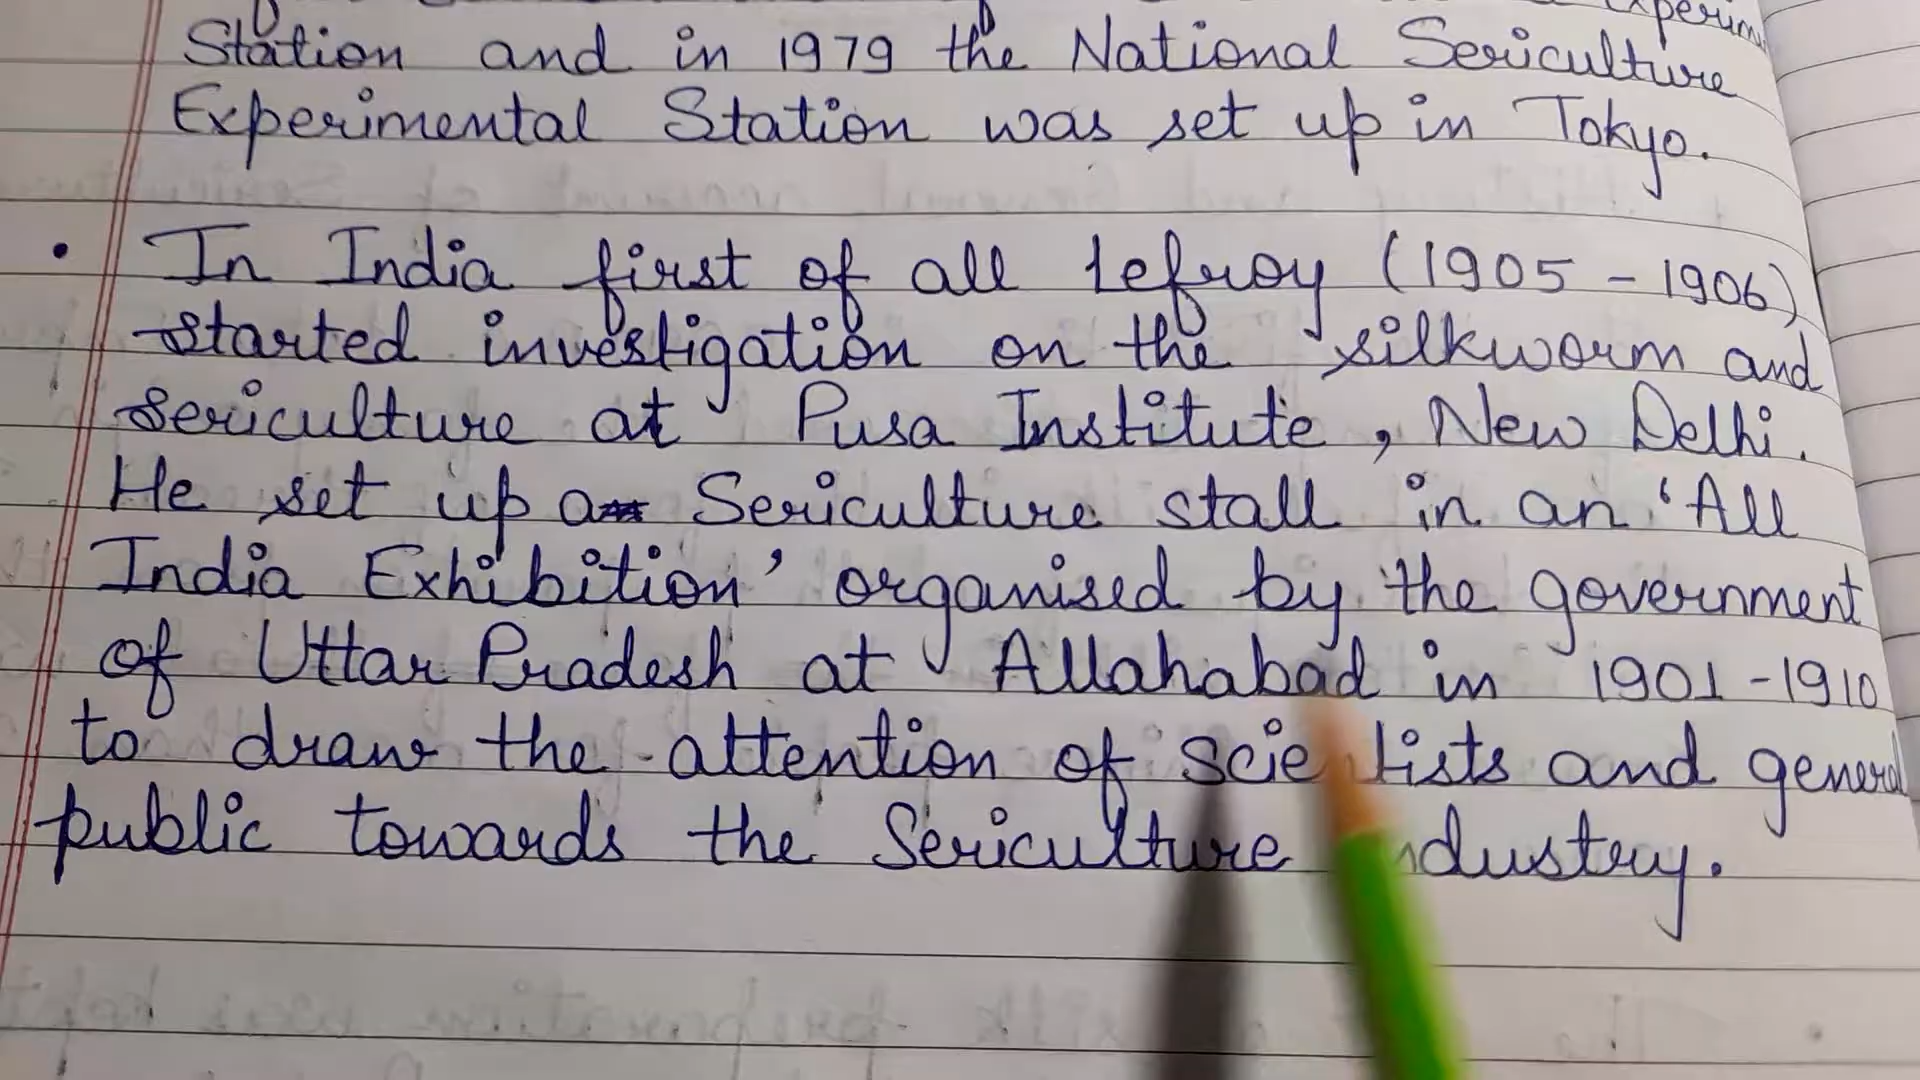 Experim
Station and in 1979 the National Sericulture
Experimental Station was set up in Tokyo.
• In India first of all Lefroy (1905 - 1906)
started investigation on the silkworm and
sericulture at Pusa Institute, New Delhi.
He set up a Sericulture stall in an 'All
India Exhibition' organised by the government
of Uttar Pradesh at Allahabad in 1901-1910
to draw the attention of scientists and general
public towards the Sericulture industry.